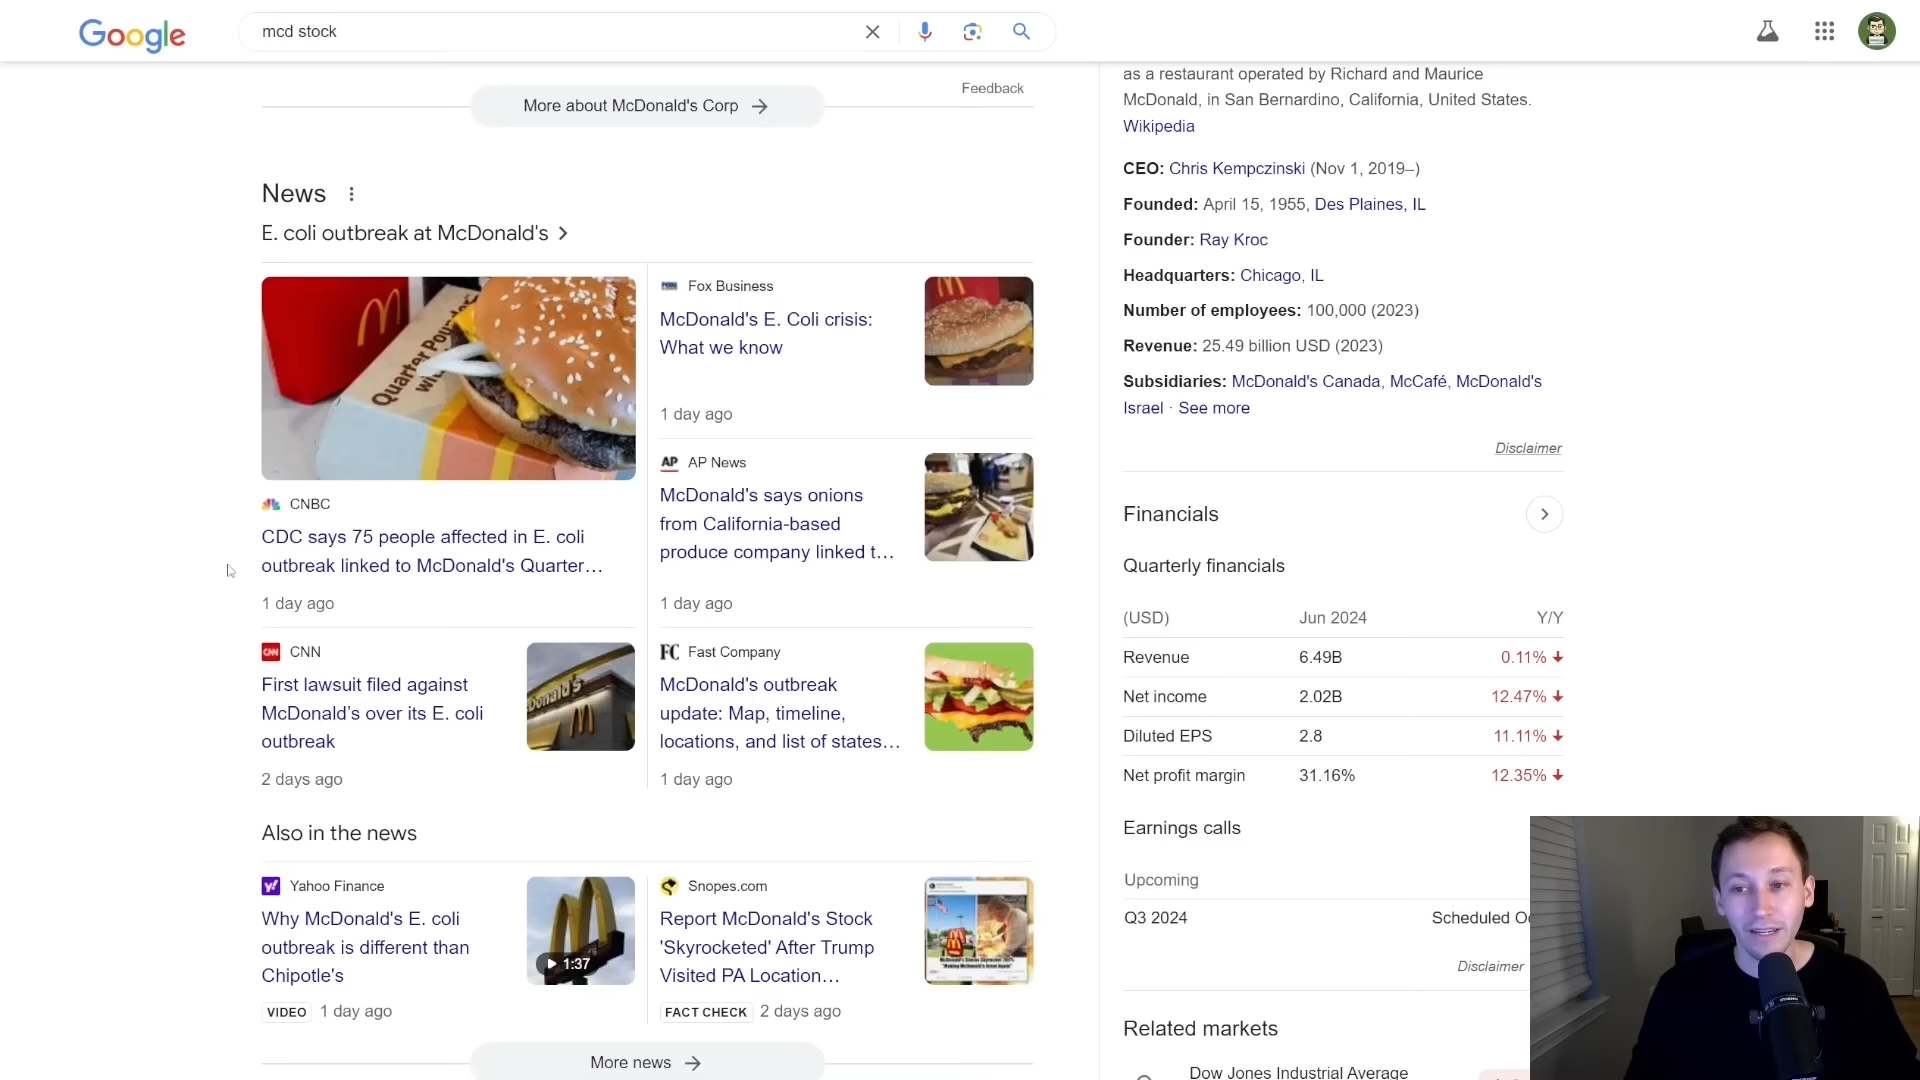 Google
mcd stock
Feedback
More about McDonald's Corp
News
E. coli outbreak at McDonald's
Quarter Pounder
wi
CNBC
CDC says 75 people affected in E. coli
outbreak linked to McDonald's Quarter…
1 day ago
Fox Business
McDonald's E. Coli crisis:
What we know
1 day ago
AP
AP News
McDonald's says onions
from California-based
produce company linked t…
1 day ago
CNN
CNN
First lawsuit filed against
McDonald’s over its E. coli
outbreak
2 days ago
FC
Fast Company
McDonald's outbreak
update: Map, timeline,
locations, and list of states…
1 day ago
Also in the news
Yahoo Finance
Why McDonald's E. coli
outbreak is different than
Chipotle's
1:37
VIDEO 1 day ago
Snopes.com
Report McDonald's Stock
'Skyrocketed' After Trump
Visited PA Location…
FACT CHECK 2 days ago
More news
as a restaurant operated by Richard and Maurice
McDonald, in San Bernardino, California, United States.
Wikipedia
CEO: Chris Kempczinski (Nov 1, 2019–)
Founded: April 15, 1955, Des Plaines, IL
Founder: Ray Kroc
Headquarters: Chicago, IL
Number of employees: 100,000 (2023)
Revenue: 25.49 billion USD (2023)
Subsidiaries: McDonald's Canada, McCafé, McDonald's
Israel · See more
Disclaimer
Financials
Quarterly financials
(USD) Jun 2024 Y/Y
Revenue 6.49B 0.11%
Net income 2.02B 12.47%
Diluted EPS 2.8 11.11%
Net profit margin 31.16% 12.35%
Earnings calls
Upcoming
Q3 2024 Scheduled
Disclaimer
Related markets
Dow Jones Industrial Average